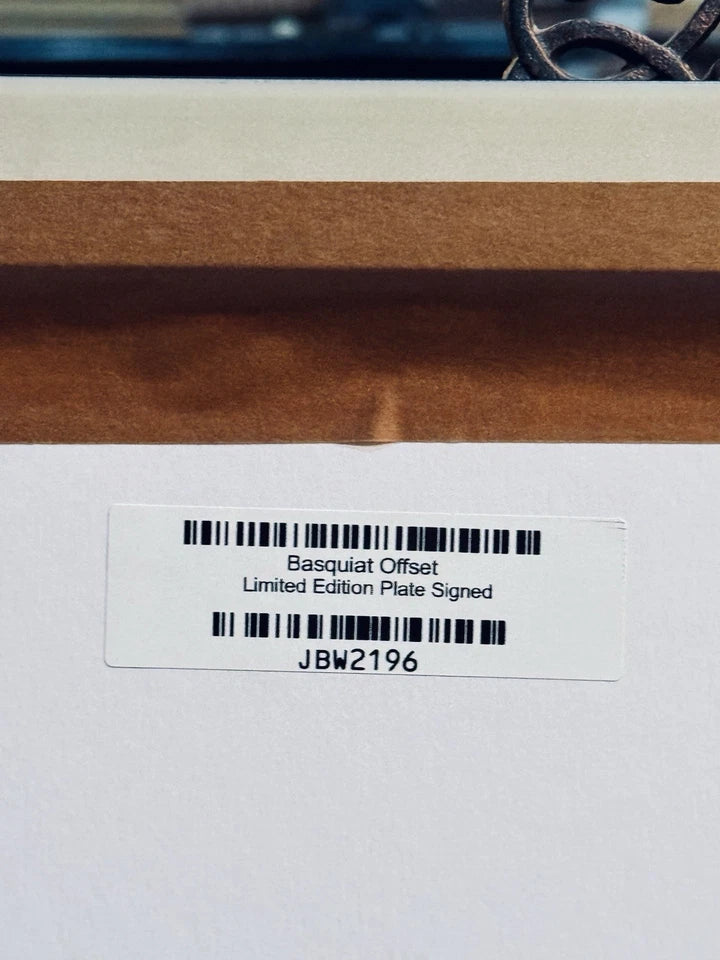 Basquiat Offset
Limited Edition Plate Signed
JBW2196